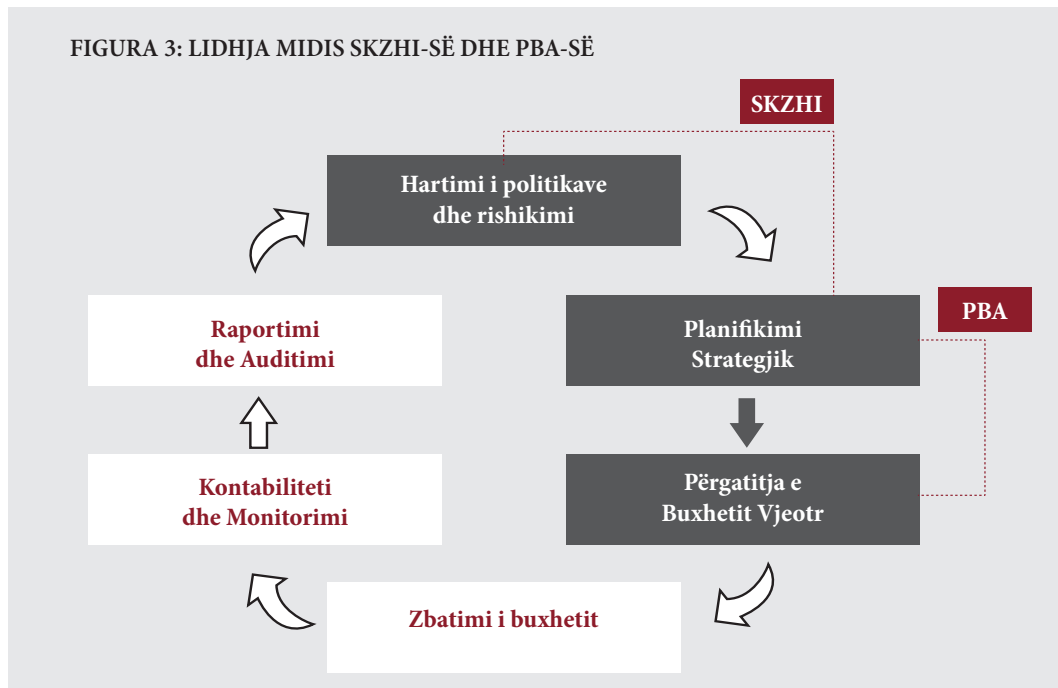 FIGURA 3: LIDHJA MIDIS SKZHI-SË DHE PBA-SË
SKZHI
Hartimi i politikave
dhe rishikimi
PBA
Planifikimi
Strategjik
Përgatitja e
Buxhetit Vjeotr
Zbatimi i buxhetit
Kontabiliteti
dhe Monitorimi
Raportimi
dhe Auditimi